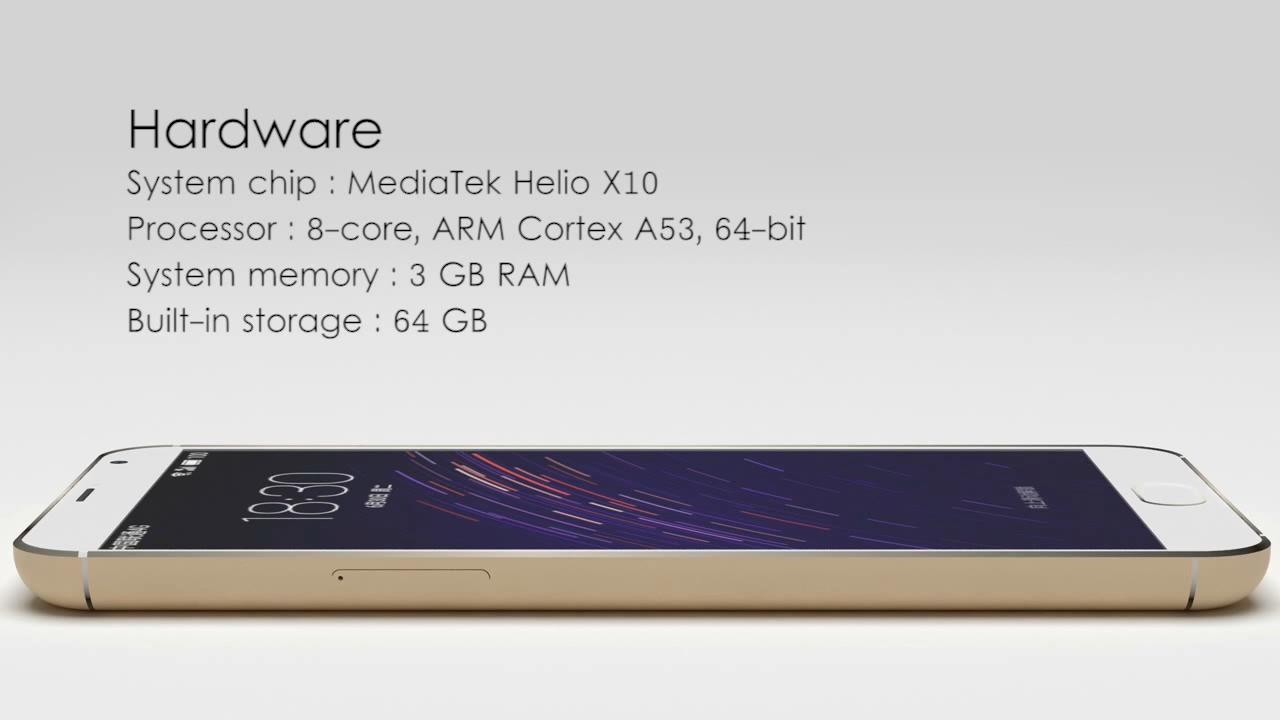 Hardware
System chip : MediaTek Helio X10
Processor : 8-core, ARM Cortex A53, 64-bit
System memory : 3 GB RAM
Built-in storage : 64 GB
18:30